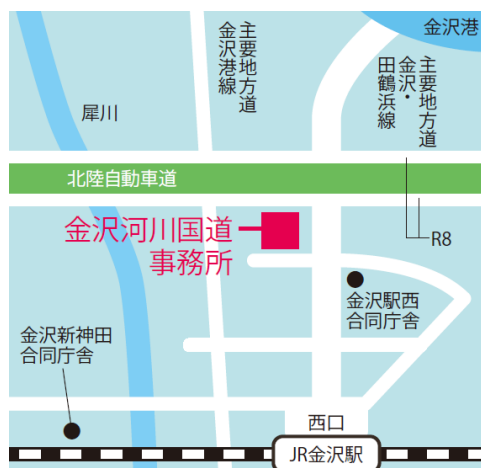 金沢港
主要地方道
金沢港線
主要地方道
金沢・
田鶴浜線
犀川
北陸自動車道
金沢河川国道
事務所
R8
金沢駅西
合同庁舎
金沢新神田
合同庁舎
西口
JR金沢駅